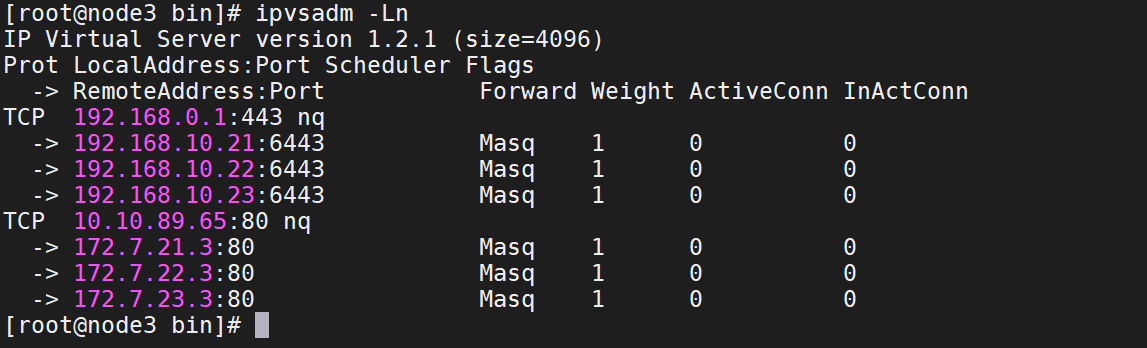 [root@node3 bin]# ipvsadm -Ln
IP Virtual Server version 1.2.1 (size=4096)
Prot LocalAddress:Port Scheduler Flags
  -> RemoteAddress:Port           Forward Weight ActiveConn InActConn
TCP  192.168.0.1:443 nq
  -> 192.168.10.21:6443           Masq    1      0          0
  -> 192.168.10.22:6443           Masq    1      0          0
  -> 192.168.10.23:6443           Masq    1      0          0
TCP  10.10.89.65:80 nq
  -> 172.7.21.3:80                Masq    1      0          0
  -> 172.7.22.3:80                Masq    1      0          0
  -> 172.7.23.3:80                Masq    1      0          0
[root@node3 bin]#